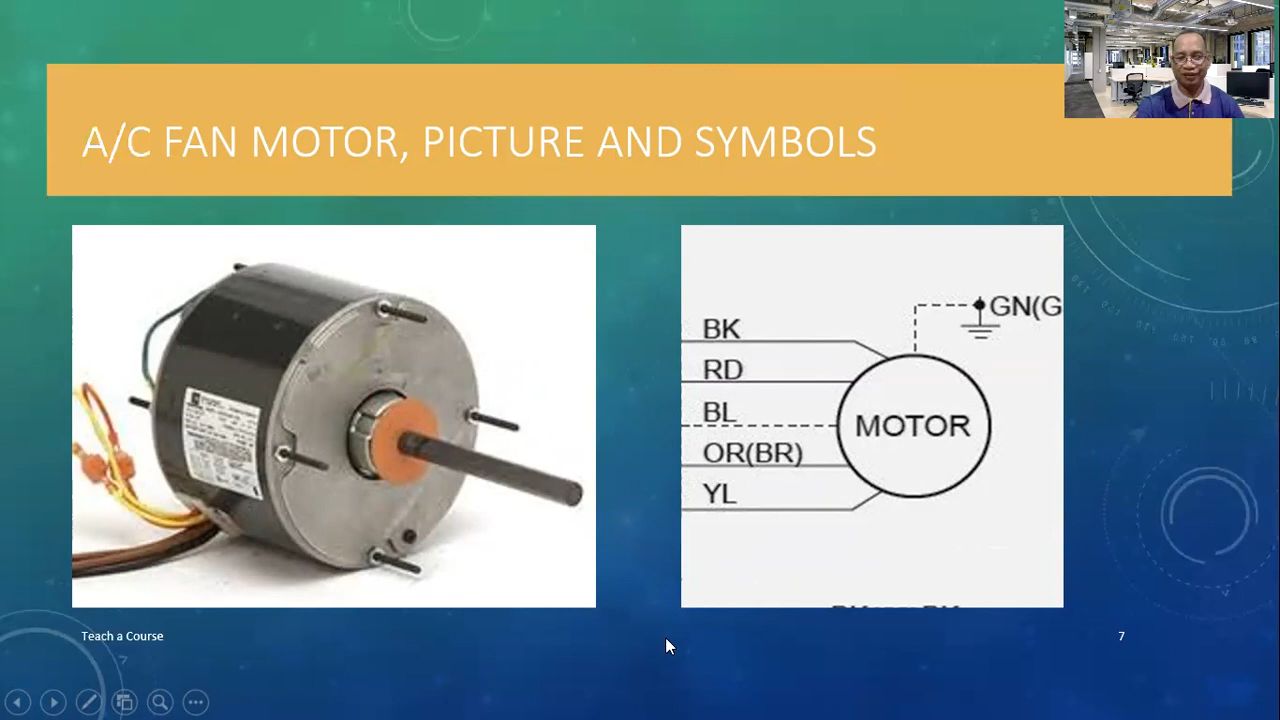 A/C FAN MOTOR, PICTURE AND SYMBOLS
BK
RD
BL
OR(BR)
YL
MOTOR
GN(G
Teach a Course
7